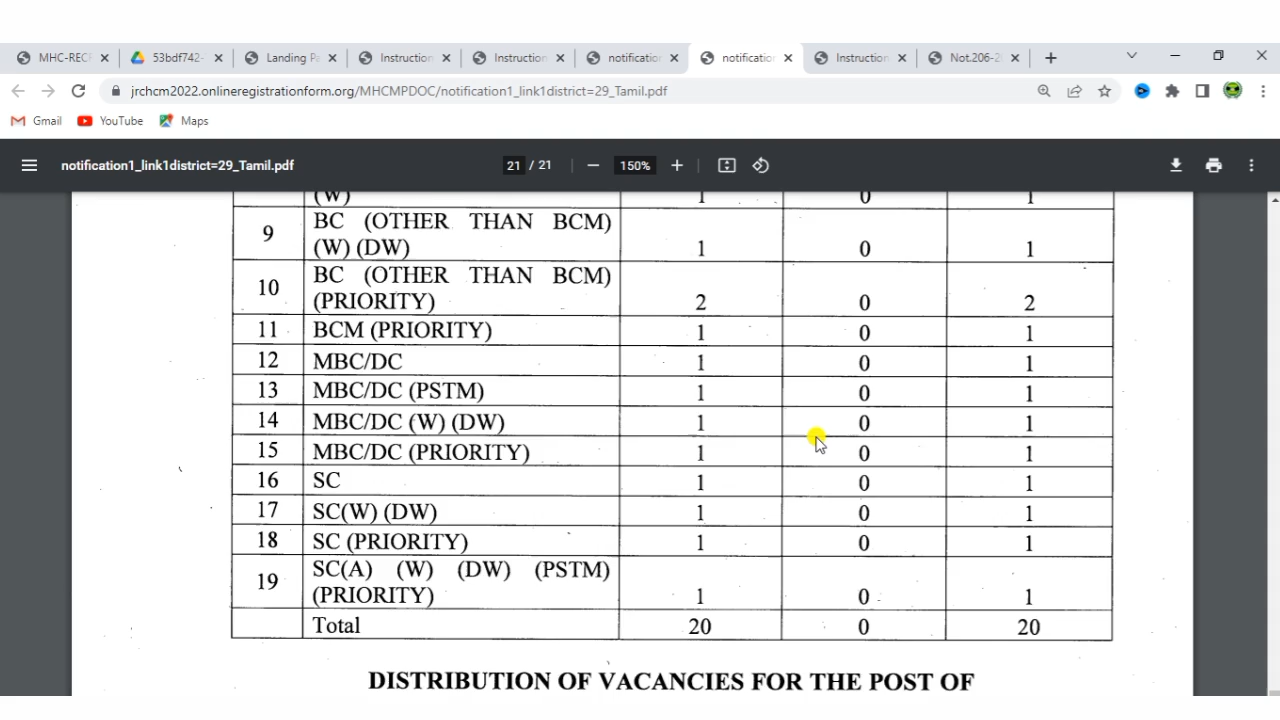 MHC-REC
53bdf742-
Landing Pa
Instruction
Instruction
notification
notification
Instruction
Not.206-2
jrchcm2022.onlineregistrationform.org/MHCMPDOC/notification1_link1district=29_Tamil.pdf
Gmail YouTube Maps
notification1_link1district=29_Tamil.pdf 21 / 21 150%
(W) 1 0 1
9 BC (OTHER THAN BCM)
(W) (DW) 1 0 1
10 BC (OTHER THAN BCM)
(PRIORITY) 2 0 2
11 BCM (PRIORITY) 1 0 1
12 MBC/DC 1 0 1
13 MBC/DC (PSTM) 1 0 1
14 MBC/DC (W) (DW) 1 0 1
15 MBC/DC (PRIORITY) 1 0 1
16 SC 1 0 1
17 SC(W) (DW) 1 0 1
18 SC (PRIORITY) 1 0 1
19 SC(A) (W) (DW) (PSTM)
(PRIORITY) 1 0 1
Total 20 0 20
DISTRIBUTION OF VACANCIES FOR THE POST OF